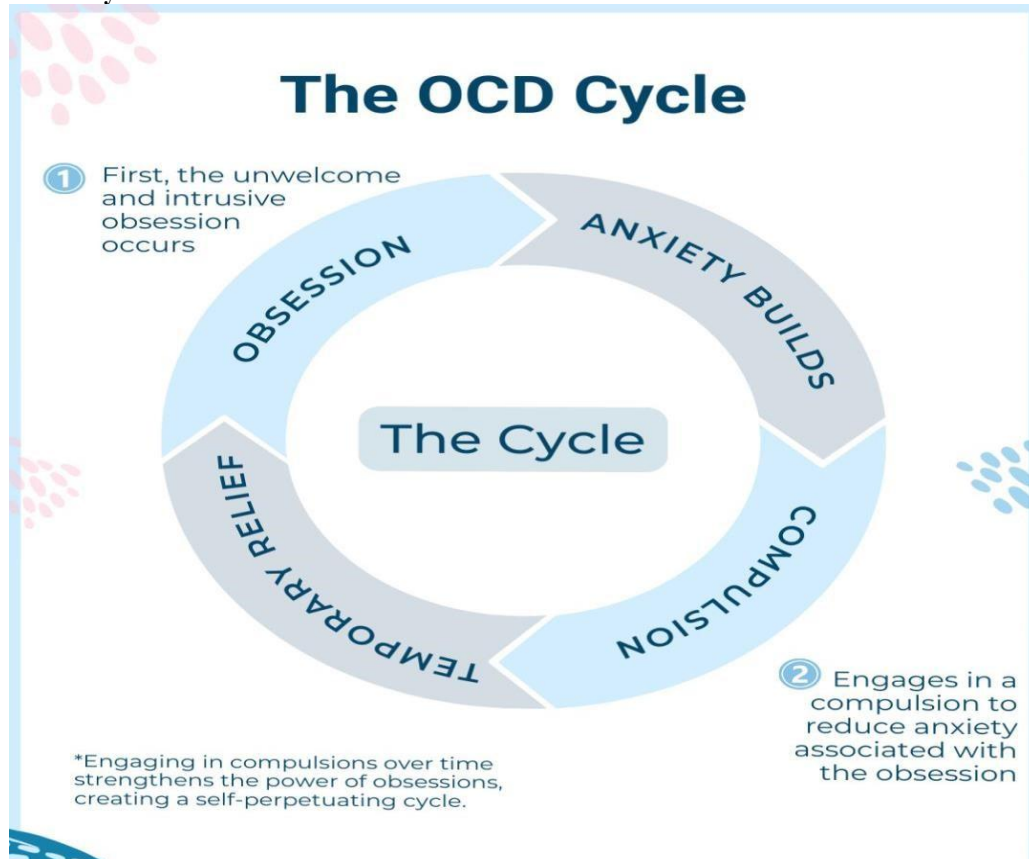 The OCD Cycle
1 First, the unwelcome
and intrusive
obsession
occurs
OBSESSION
ANXIETY BUILDS
The Cycle
COMPULSION
TEMPORARY RELIEF
2 Engages in a
compulsion to
reduce anxiety
associated with
the obsession
*Engaging in compulsions over time
strengthens the power of obsessions,
creating a self-perpetuating cycle.